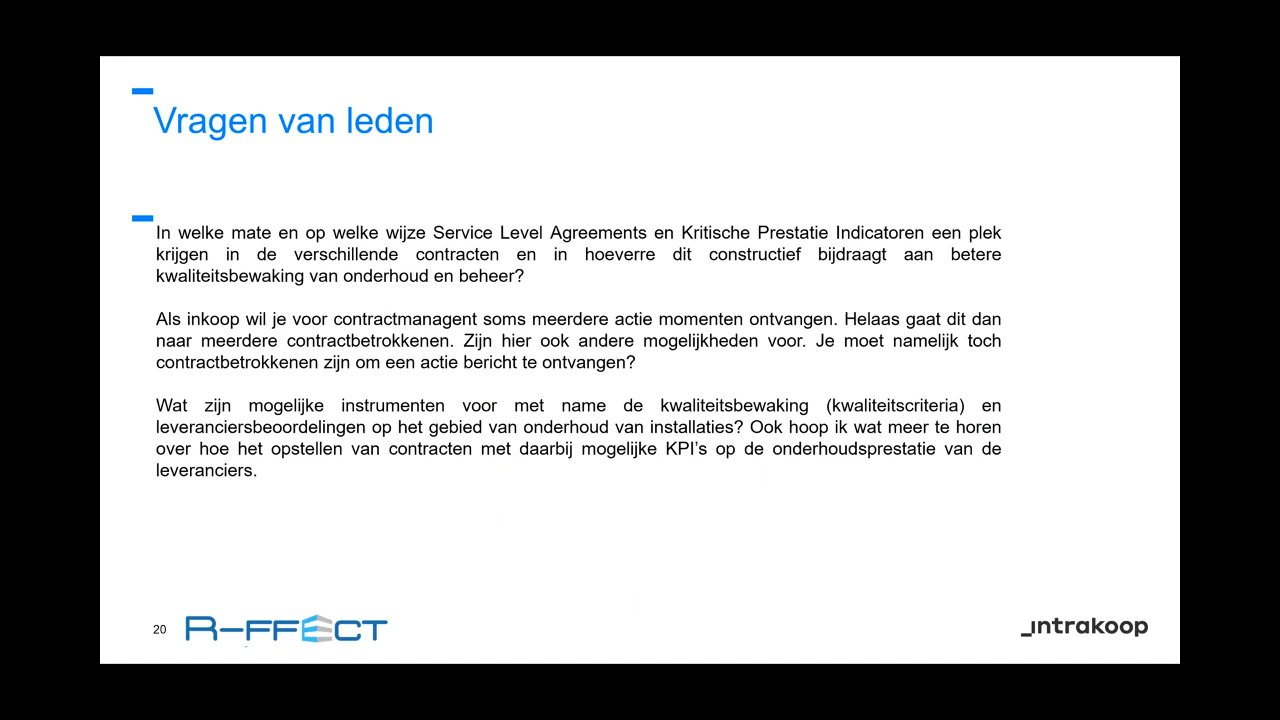 Vragen van leden
In welke mate en op welke wijze Service Level Agreements en Kritische Prestatie Indicatoren een plek
krijgen in de verschillende contracten en in hoeverre dit constructief bijdraagt aan betere
kwaliteitsbewaking van onderhoud en beheer?
Als inkoop wil je voor contractmanagent soms meerdere actie momenten ontvangen. Helaas gaat dit dan
naar meerdere contractbetrokkenen. Zijn hier ook andere mogelijkheden voor. Je moet namelijk toch
contractbetrokkenen zijn om een actie bericht te ontvangen?
Wat zijn mogelijke instrumenten voor met name de kwaliteitsbewaking (kwaliteitscriteria) en
leveranciersbeoordelingen op het gebied van onderhoud van installaties? Ook hoop ik wat meer te horen
over hoe het opstellen van contracten met daarbij mogelijke KPI’s op de onderhoudsprestatie van de
leveranciers.
20 R-FFECT
intrakoop